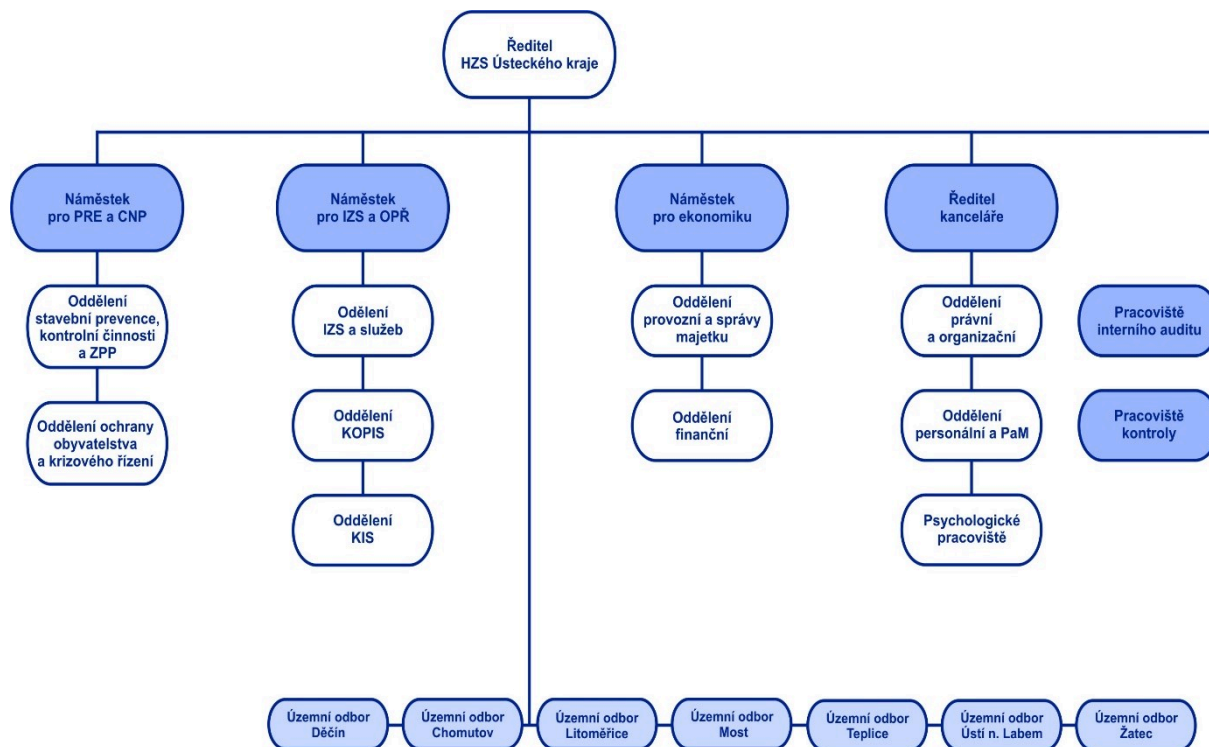 Ředitel
HZS Ústeckého kraje
Náměstek
pro PRE a CNP
Náměstek
pro IZS a OPŘ
Náměstek
pro ekonomiku
Ředitel
kanceláře
Oddělení
stavební prevence,
kontrolní činnosti
a ZPP
Odělení
IZS a služeb
Oddělení
provozní a správy
majetku
Oddělení
právní
a organizační
Pracoviště
interního auditu
Oddělení ochrany
obyvatelstva
a krizového řízení
Oddělení
KOPIS
Oddělení
finanční
Oddělení
personální a PaM
Pracoviště
kontroly
Oddělení
KIS
Psychologické
pracoviště
Územní odbor
Děčín
Územní odbor
Chomutov
Územní odbor
Litoměřice
Územní odbor
Most
Územní odbor
Teplice
Územní odbor
Ústí n. Labem
Územní odbor
Žatec